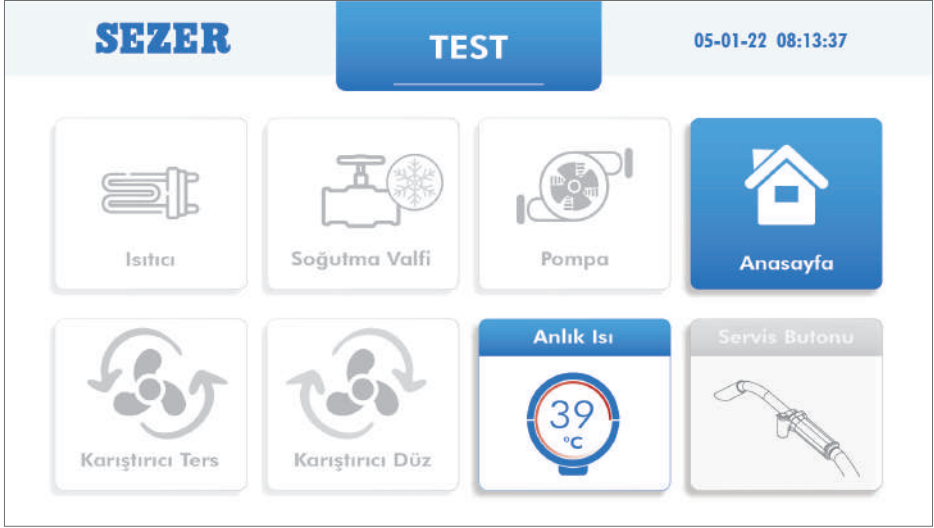 SEZER
TEST
05-01-22 08:13:37
Isıtıcı
Soğutma Valfi
Pompa
Anasayfa
Karıştırıcı Ters
Karıştırıcı Düz
Anlık Isı
39
°C
Servis Butonu